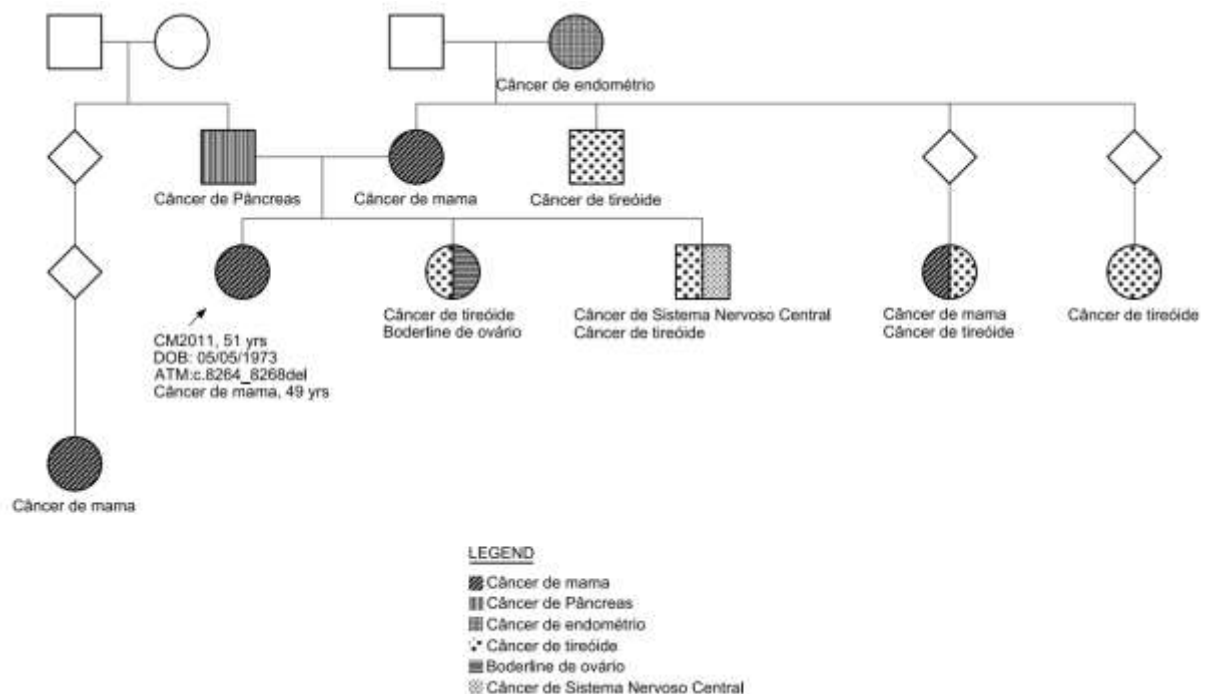 Câncer de endométrio
Câncer de Pâncreas
Câncer de mama
Câncer de tireóide
Câncer de tireóide
Boderline de ovário
Câncer de Sistema Nervoso Central
Câncer de tireóide
Câncer de mama
Câncer de tireóide
Câncer de tireóide
CM2011, 51 yrs
DOB: 05/05/1973
ATM:c.8264_8268del
Câncer de mama, 49 yrs
Câncer de mama
LEGEND
Câncer de mama
Câncer de Pâncreas
Câncer de endométrio
Câncer de tireóide
Boderline de ovário
Câncer de Sistema Nervoso Central